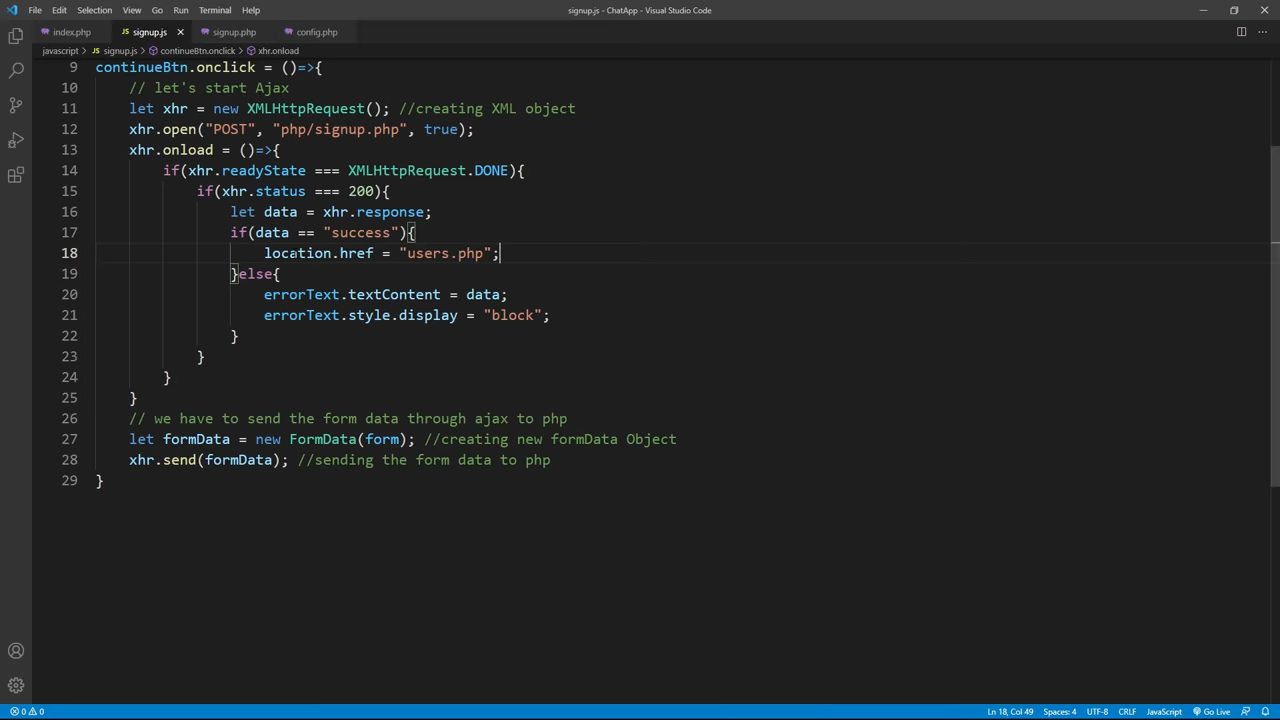 File Edit Selection View Go Run Terminal Help signup.js - ChatApp - Visual Studio Code
index.php JS signup.js signup.php config.php
javascript > JS signup.js > continueBtn.onclick > xhr.onload
9 continueBtn.onclick = ()=>{
10 // let's start Ajax
11 let xhr = new XMLHttpRequest(); //creating XML object
12 xhr.open("POST", "php/signup.php", true);
13 xhr.onload = ()=>{
14 if(xhr.readyState === XMLHttpRequest.DONE){
15 if(xhr.status === 200){
16 let data = xhr.response;
17 if(data == "success"){
18 location.href = "users.php";
19 }else{
20 errorText.textContent = data;
21 errorText.style.display = "block";
22 }
23 }
24 }
25 }
26 // we have to send the form data through ajax to php
27 let formData = new FormData(form); //creating new formData Object
28 xhr.send(formData); //sending the form data to php
29 }
0 0 Ln 18, Col 49 Spaces: 4 UTF-8 CRLF JavaScript Go Live